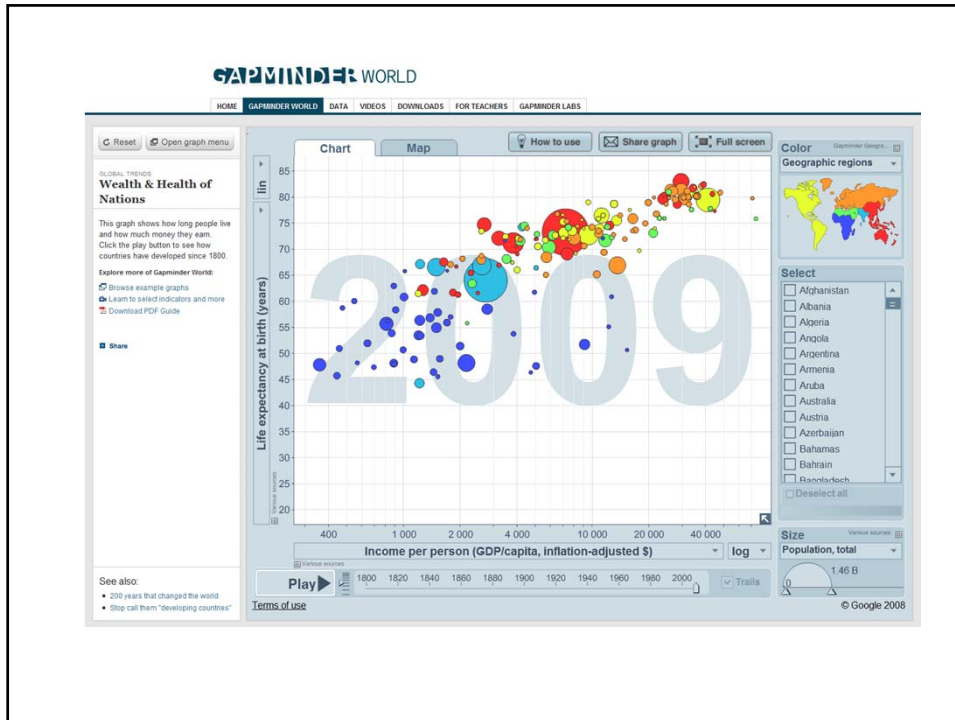 GAPMINDER WORLD
HOME GAPMINDER WORLD DATA VIDEOS DOWNLOADS FOR TEACHERS GAPMINDER LABS
Reset Open graph menu
GLOBAL TRENDS
Wealth & Health of
Nations
This graph shows how long people live
and how much money they earn.
Click the play button to see how
countries have developed since 1800.
Explore more of Gapminder World:
Browse example graphs
Learn to select indicators and more
Download PDF Guide
Share
See also:
200 years that changed the world
Stop call them "developing countries"
Chart Map
How to use Share graph Full screen
lin
Life expectancy at birth (years)
Various sources
85
80
75
70
65
60
55
50
45
40
35
30
25
20
2009
400 1 000 2 000 4 000 10 000 20 000 40 000
Income per person (GDP/capita, inflation-adjusted $) log
Various sources
Play 1800 1820 1840 1860 1880 1900 1920 1940 1960 1980 2000 Trails
Terms of use
Color Gapminder Geogra...
Geographic regions
Select
Afghanistan
Albania
Algeria
Angola
Argentina
Armenia
Aruba
Australia
Austria
Azerbaijan
Bahamas
Bahrain
Bangladesh
Deselect all
Size Various sources
Population, total
1.46 B
0
© Google 2008